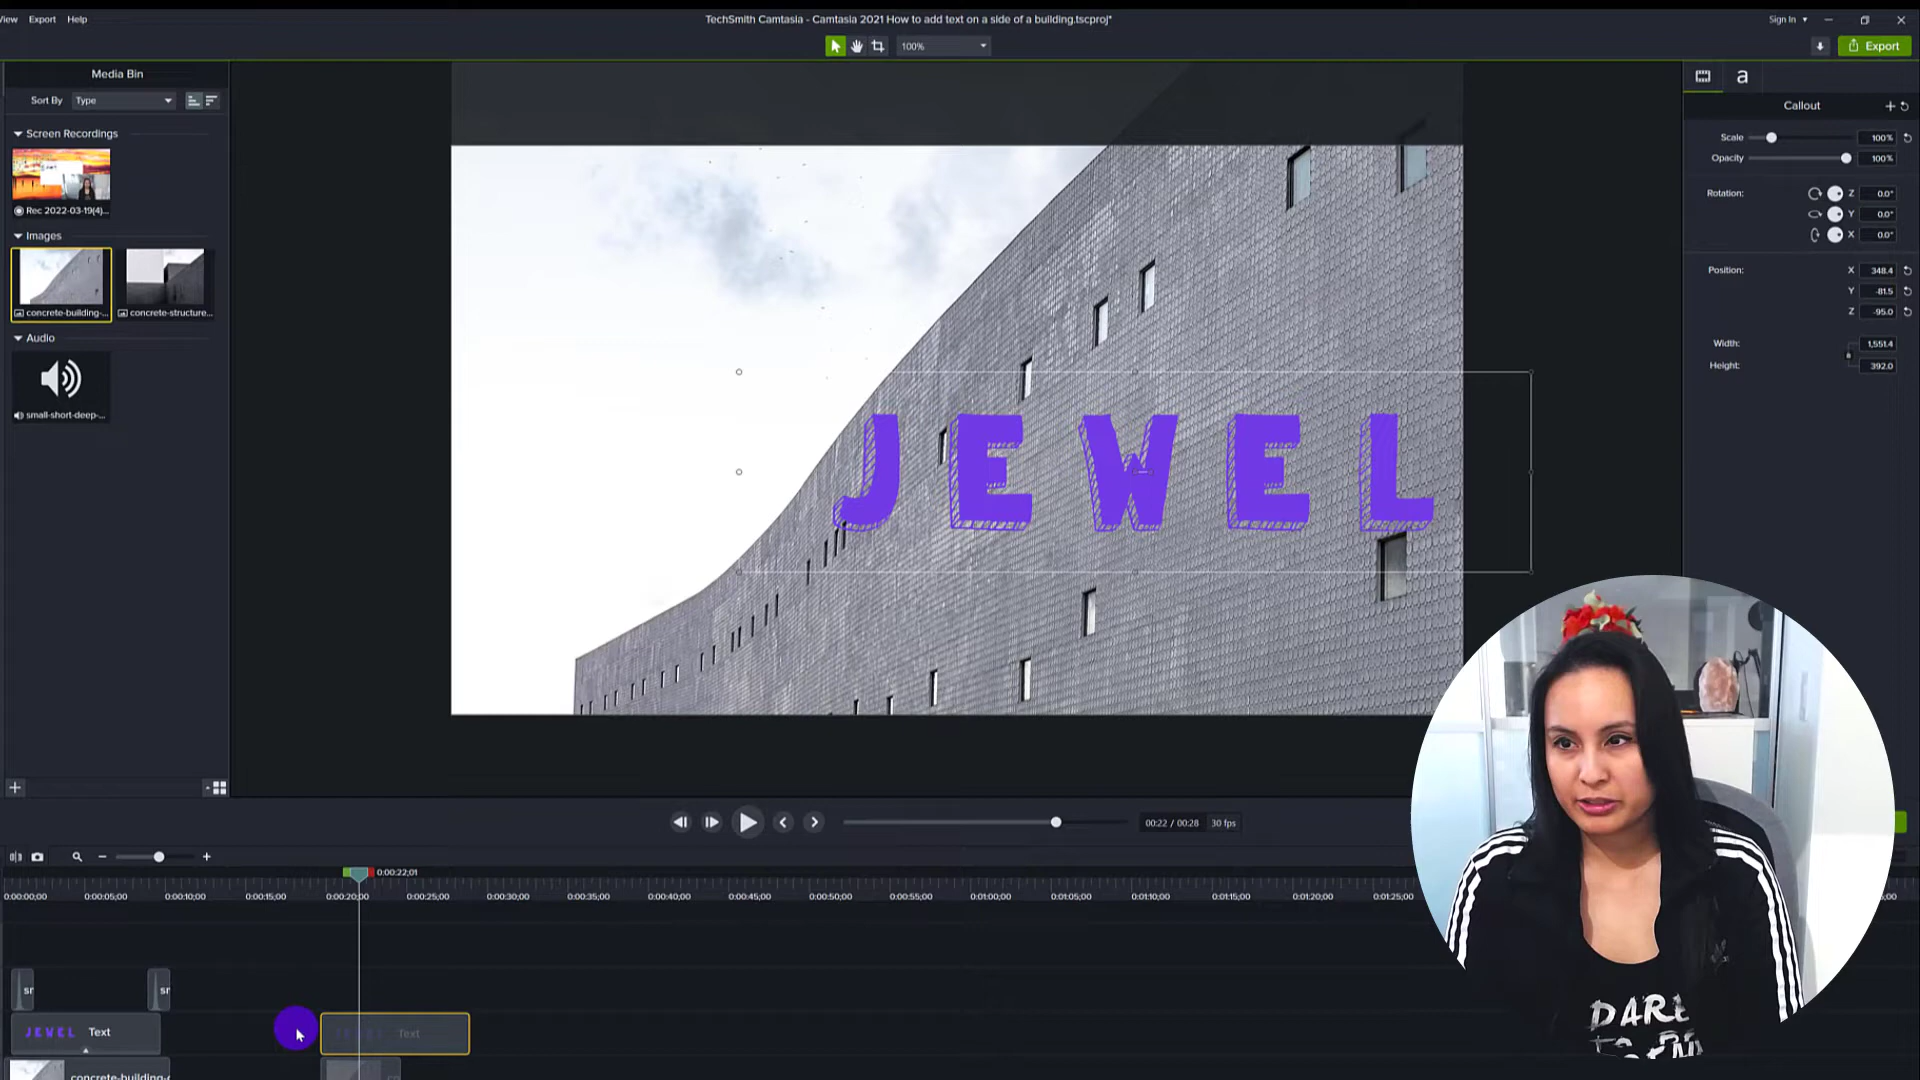 View Export Help
TechSmith Camtasia - Camtasia 2021 How to add text on a side of a building.tscproj*
Sign In
100%
Export
Media Bin
Sort By Type
Screen Recordings
Rec 2022-03-19(4)...
Images
concrete-building-... concrete-structure...
Audio
small-short-deep-...
JEWEL
a
Callout
Scale 100%
Opacity 100%
Rotation: Z 0.0°
Y 0.0°
X 0.0°
Position: X 348.4
Y -81.5
Z -95.0
Width: 1,551.4
Height: 392.0
00:22 / 00:28 30 fps
0:00:22;01
0:00:00;00 0:00:05;00 0:00:10;00 0:00:15;00 0:00:20;00 0:00:25;00 0:00:30;00 0:00:35;00 0:00:40;00 0:00:45;00 0:00:50;00 0:00:55;00 0:01:00;00 0:01:05;00 0:01:10;00 0:01:15;00 0:01:20;00 0:01:25;00
sr sr
JEWEL Text Text
concrete-building-
DARE